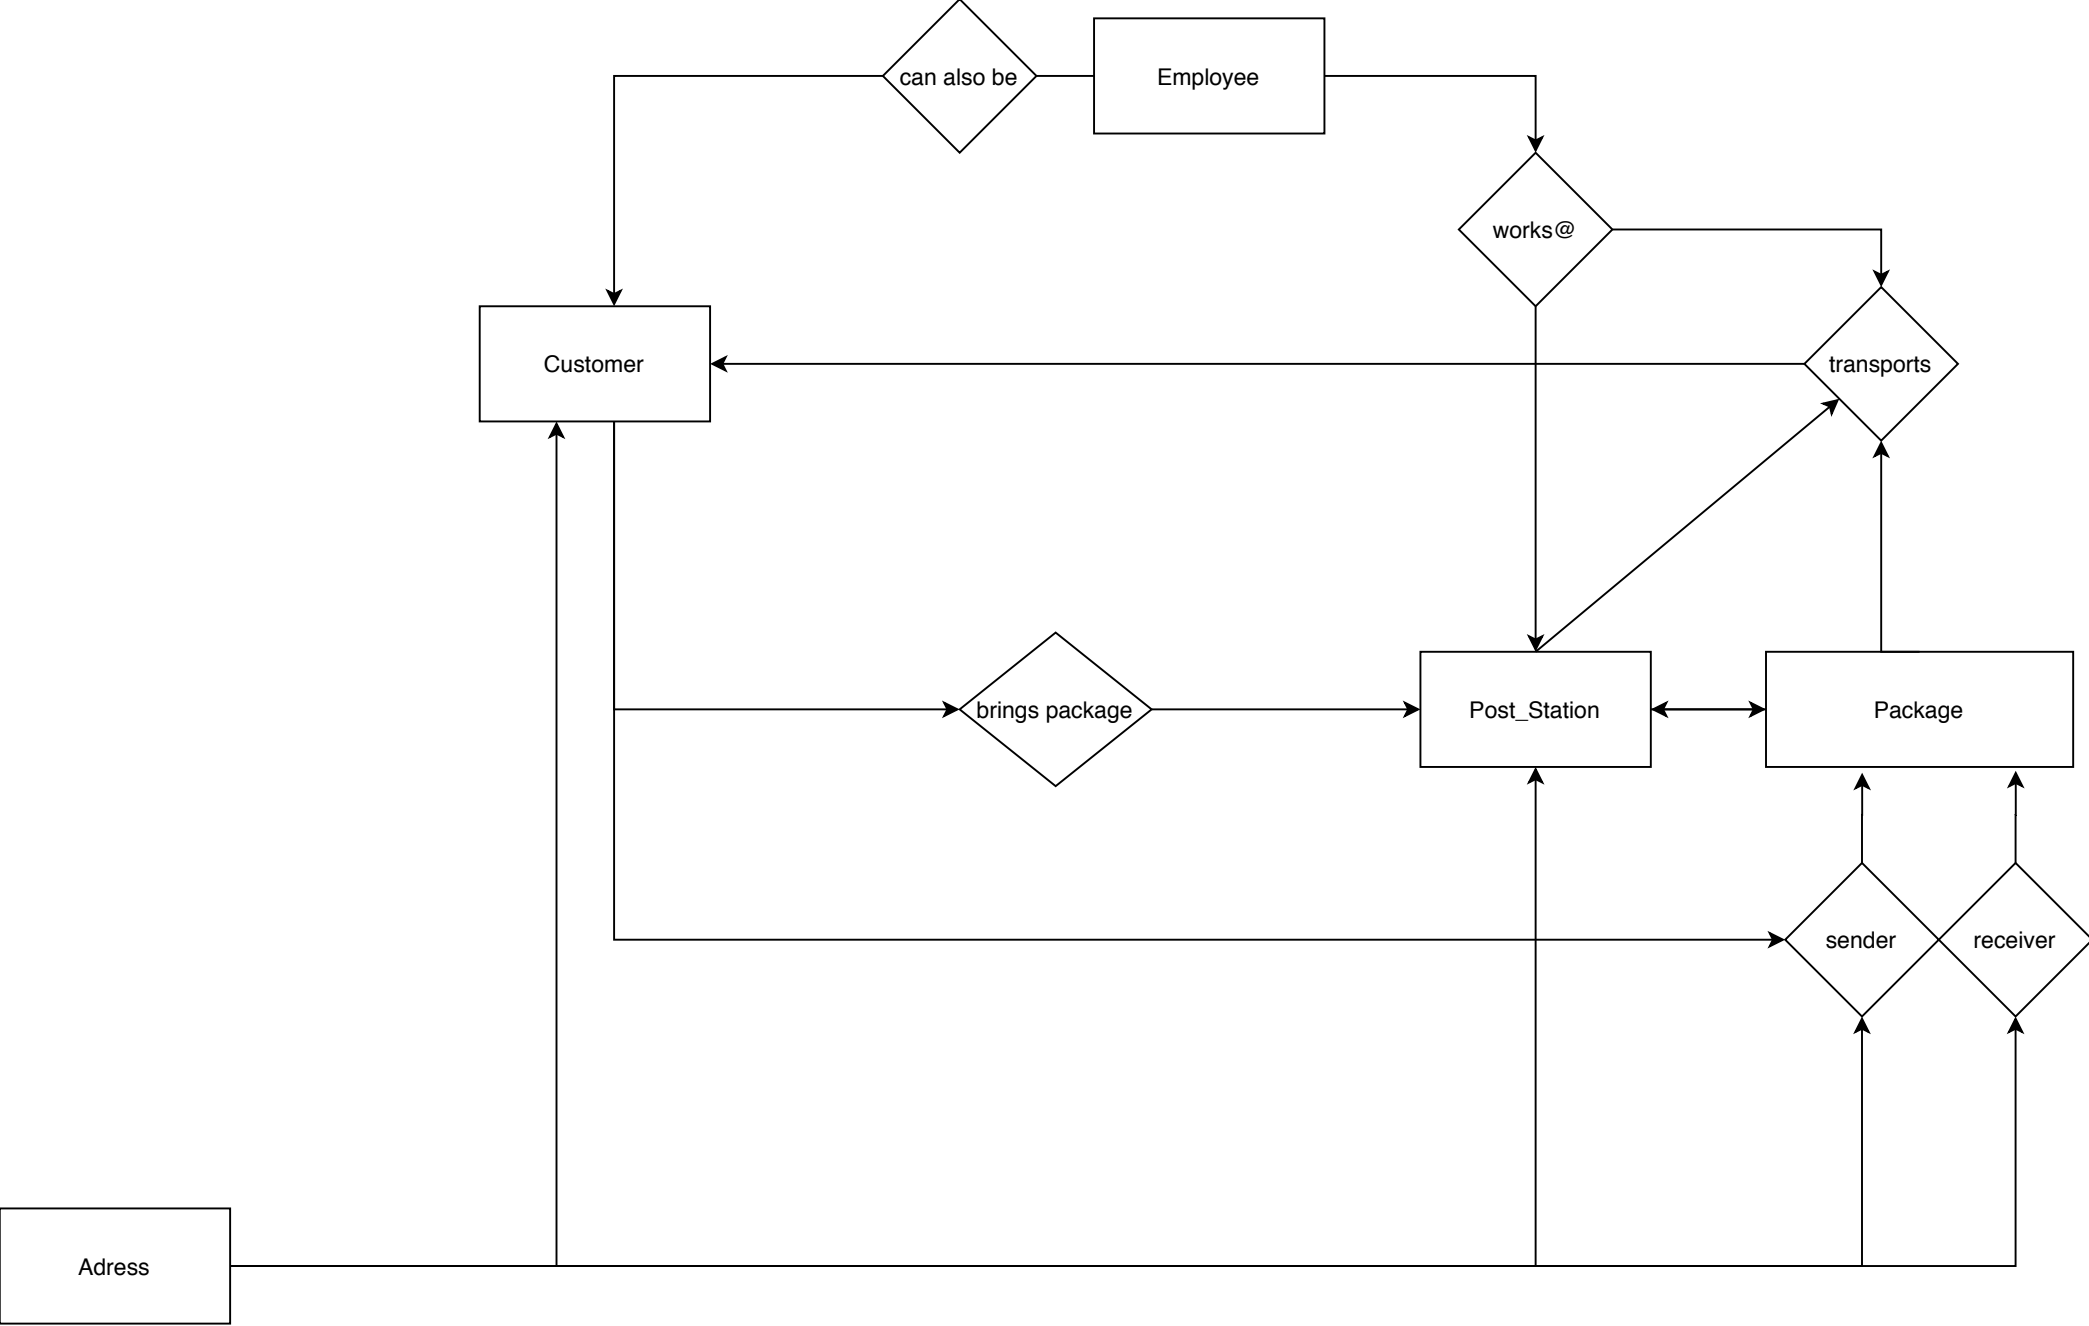 can also be
Employee
works@
Customer
transports
brings package
Post_Station
Package
sender
receiver
Adress